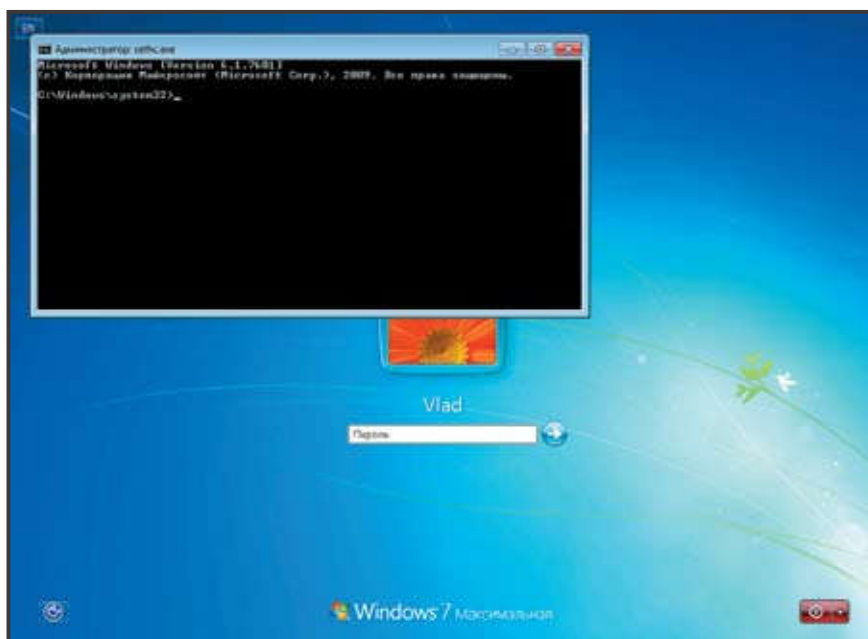 EN
Администратор: sethc.exe
Microsoft Windows [Version 6.1.7601]
(c) Корпорация Майкрософт (Microsoft Corp.), 2009. Все права защищены.
C:\Windows\system32>_
Vlad
Пароль
Windows 7 Максимальная